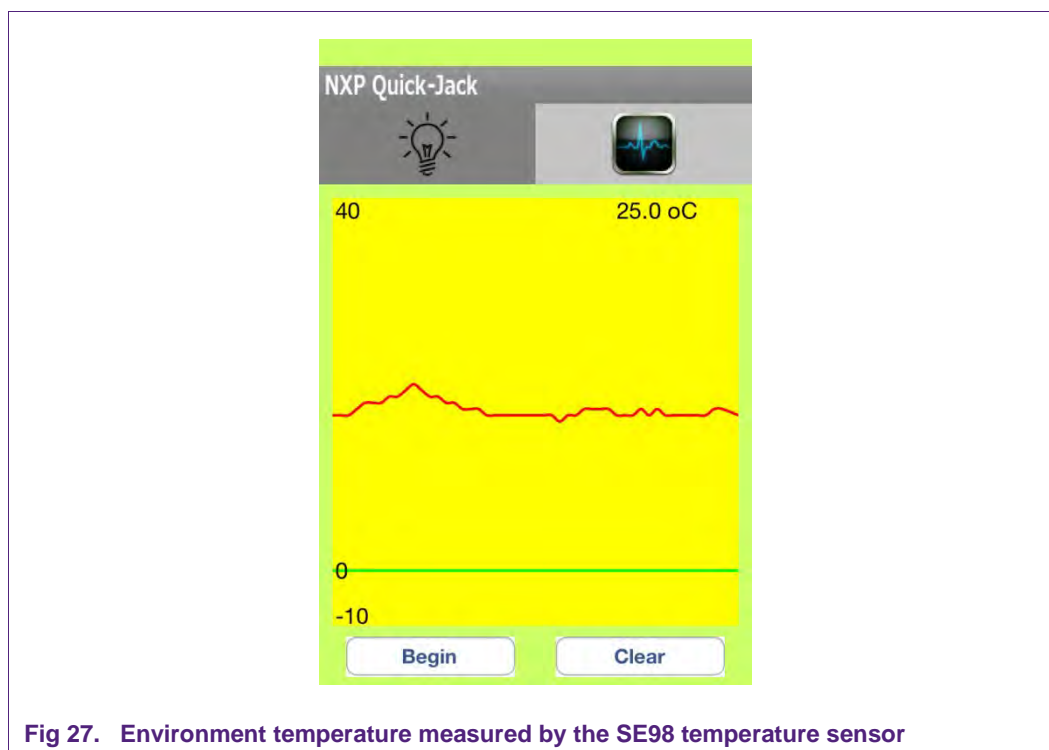 NXP Quick-Jack
40 25.0 oC
0
-10
Begin Clear
Fig 27. Environment temperature measured by the SE98 temperature sensor